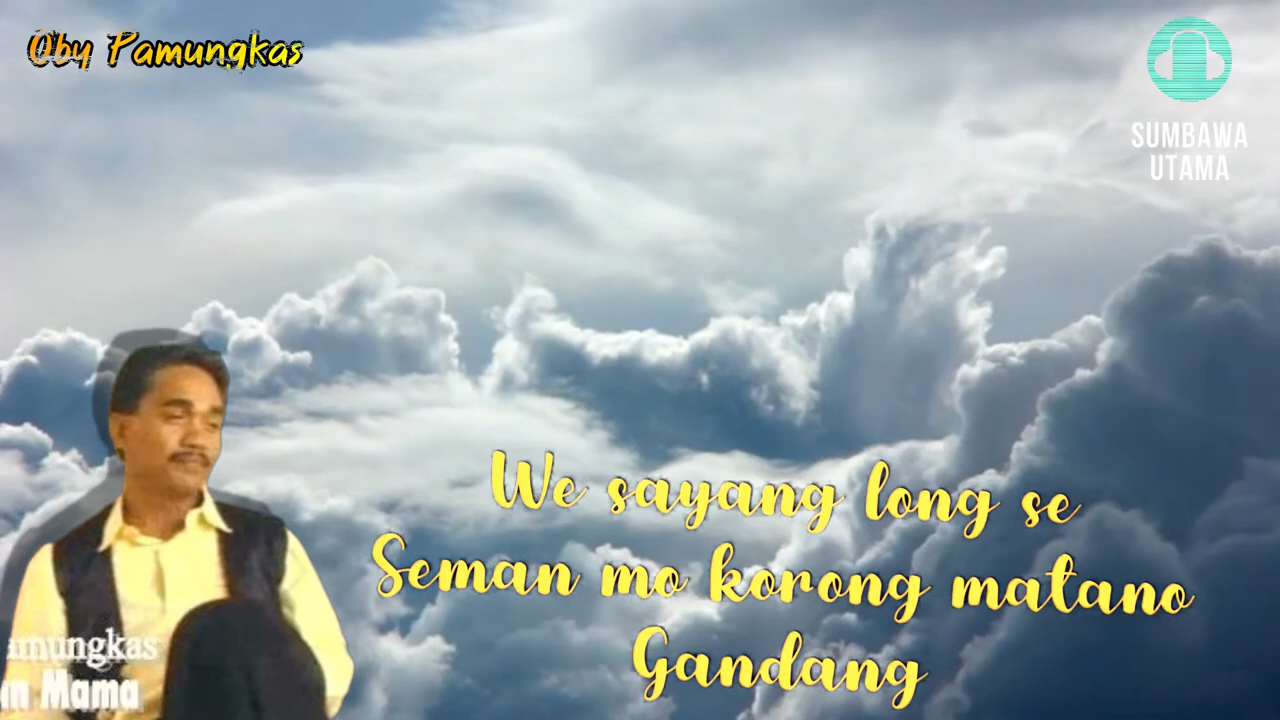 Oby Pamungkas
SUMBAWA
UTAMA
We sayang long se
Seman mo korong matano
Gandang
amungkas
Mama